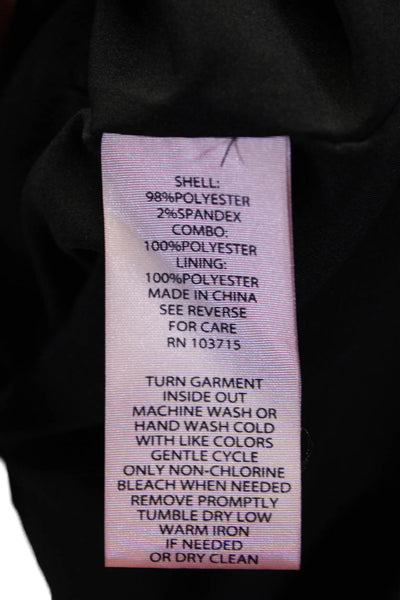 SHELL:
98%POLYESTER
2%SPANDEX
COMBO:
100%POLYESTER
LINING:
100%POLYESTER
MADE IN CHINA
SEE REVERSE
FOR CARE
RN 103715
TURN GARMENT
INSIDE OUT
MACHINE WASH OR
HAND WASH COLD
WITH LIKE COLORS
GENTLE CYCLE
ONLY NON-CHLORINE
BLEACH WHEN NEEDED
REMOVE PROMPTLY
TUMBLE DRY LOW
WARM IRON
IF NEEDED
OR DRY CLEAN